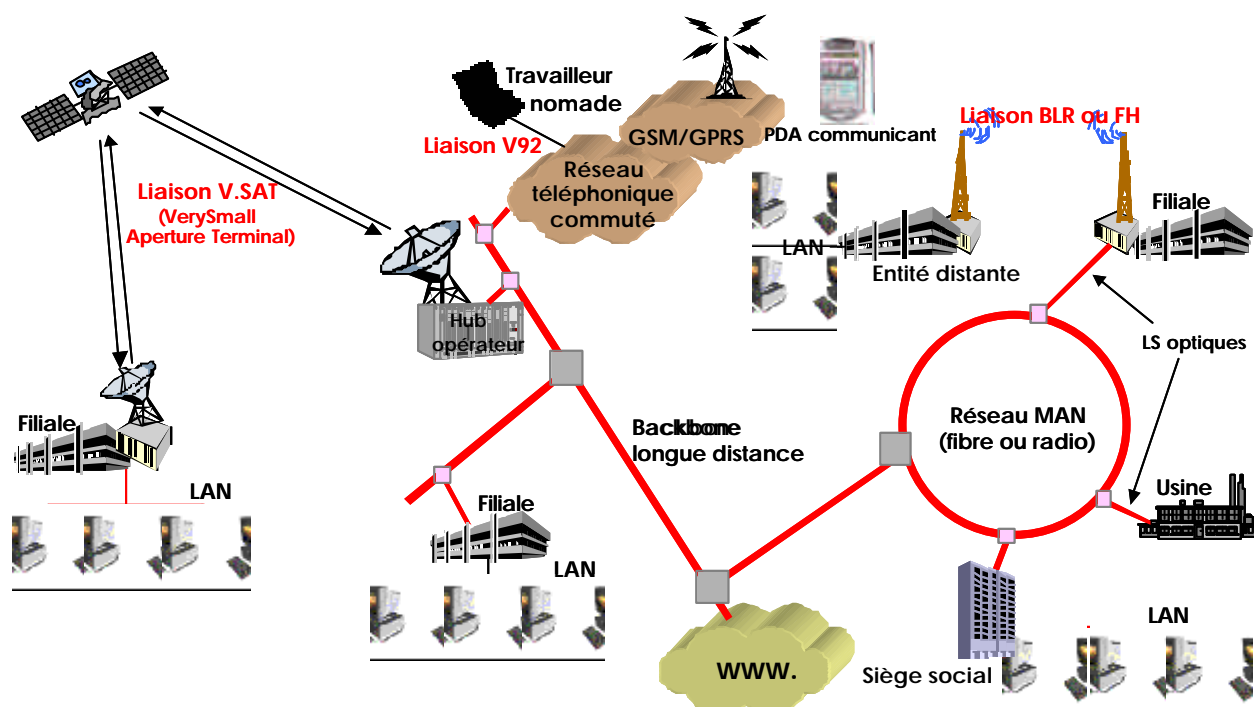 Travailleur
nomade
Liaison V92
GSM/GPRS
PDA communicant
Liaison BLR ou FH
Réseau
téléphonique
commuté
Liaison V.SAT
(VerySmall
Aperture Terminal)
LAN
Entité distante
Filiale
Hub
opérateur
LS optiques
Filiale
LAN
Backbone
longue distance
Réseau MAN
(fibre ou radio)
Usine
Filiale
LAN
WWW.
Siège social
LAN